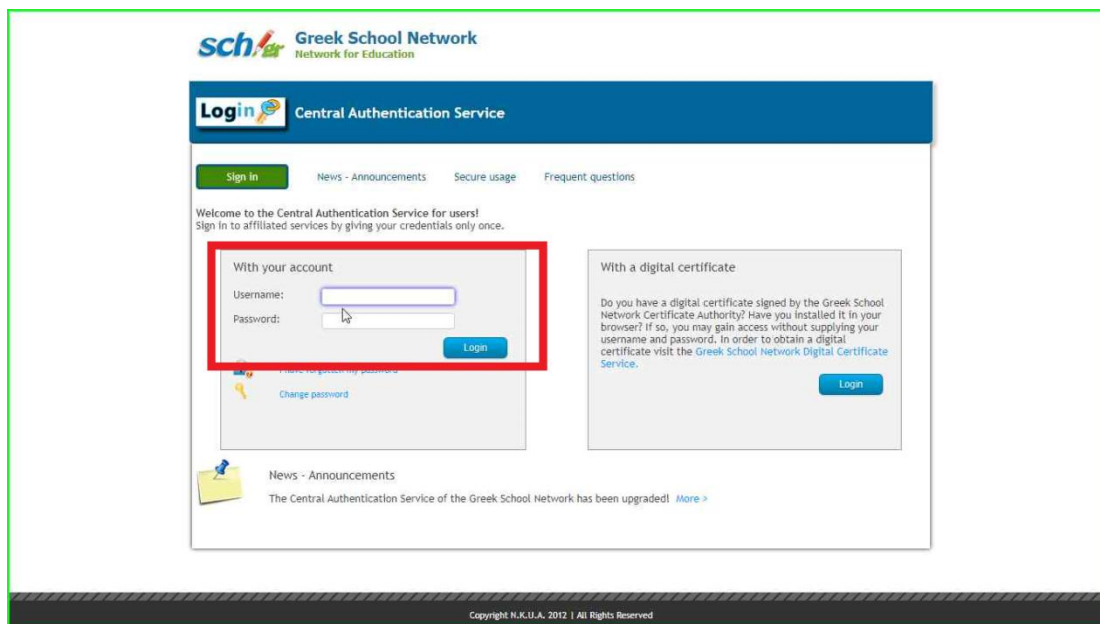 sch.gr
Greek School Network
Network for Education
Login
Central Authentication Service
Sign in
News - Announcements
Secure usage
Frequent questions
Welcome to the Central Authentication Service for users!
Sign in to affiliated services by giving your credentials only once.
With your account
Username:
Password:
Login
I have forgotten my password
Change password
With a digital certificate
Do you have a digital certificate signed by the Greek School
Network Certificate Authority? Have you installed it in your
browser? If so, you may gain access without supplying your
username and password. In order to obtain a digital
certificate visit the Greek School Network Digital Certificate
Service.
Login
News - Announcements
The Central Authentication Service of the Greek School Network has been upgraded! More >
Copyright N.K.U.A. 2012 | All Rights Reserved